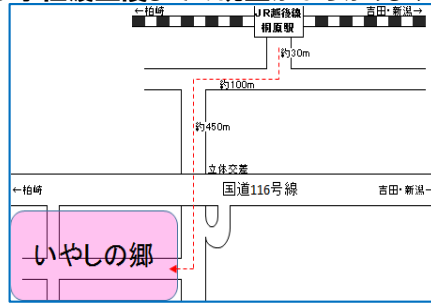 ←柏崎
JR越後線
桐原駅
吉田・新潟→
約30m
約100m
約450m
立体交差
←柏崎
国道116号線
吉田・新潟→
いやしの郷